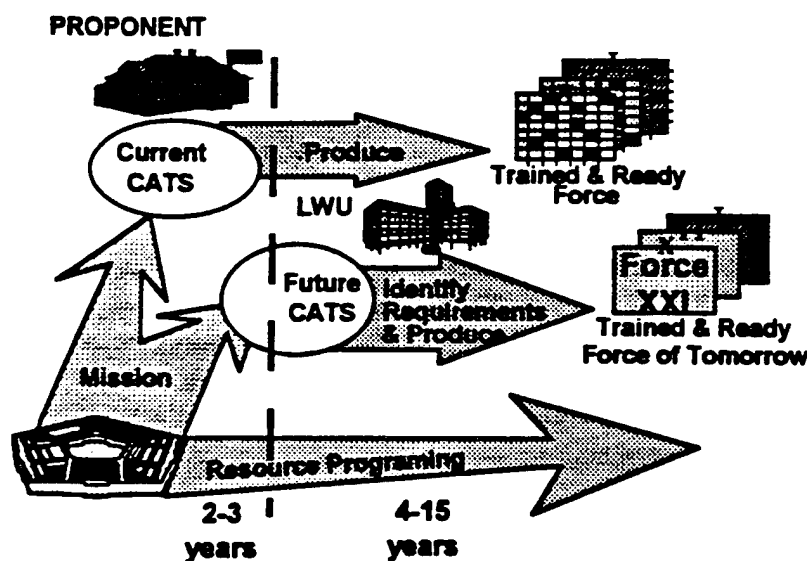 PROPONENT
Current
CATS
Produce
Trained & Ready
Force
LWU
Future
CATS
Identify
Requirements
& Produce
Force
XXI
Trained & Ready
Force of Tomorrow
Mission
Resource Programing
2-3
years
4-15
years